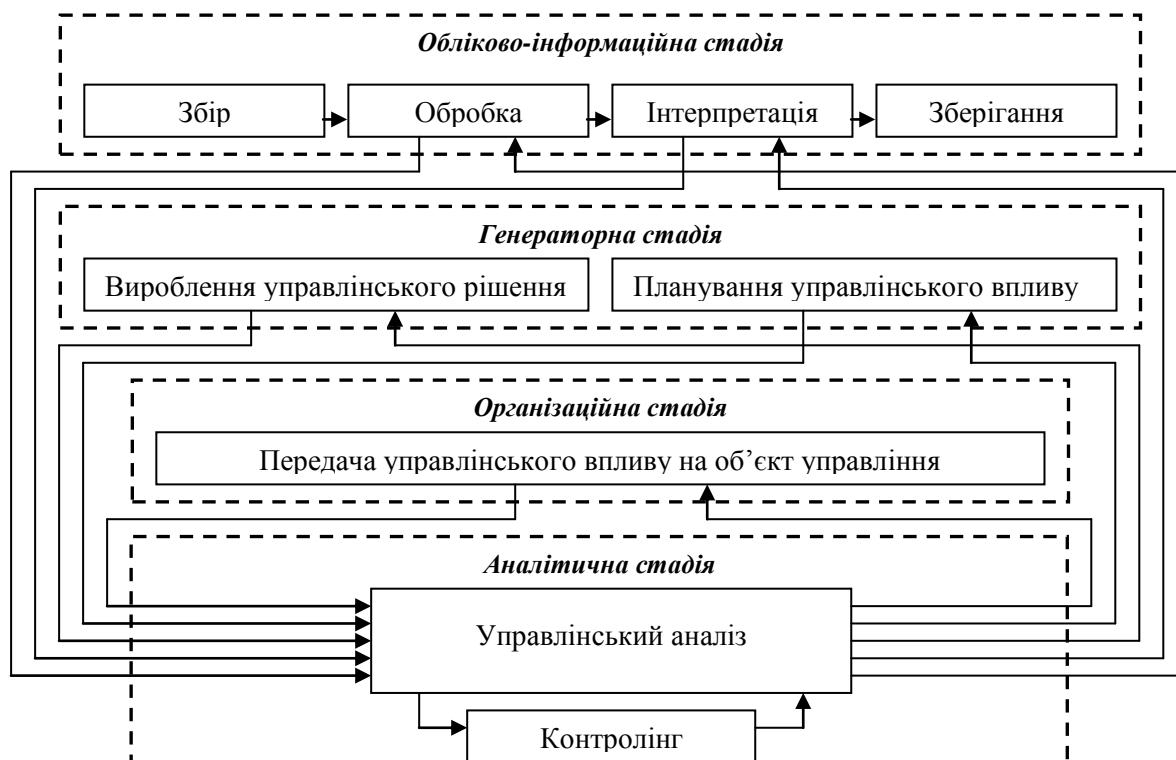 Обліково-інформаційна стадія
Збір
Обробка
Інтерпретація
Зберігання
Генераторна стадія
Вироблення управлінського рішення
Планування управлінського впливу
Організаційна стадія
Передача управлінського впливу на об’єкт управління
Аналітична стадія
Управлінський аналіз
Контролінг